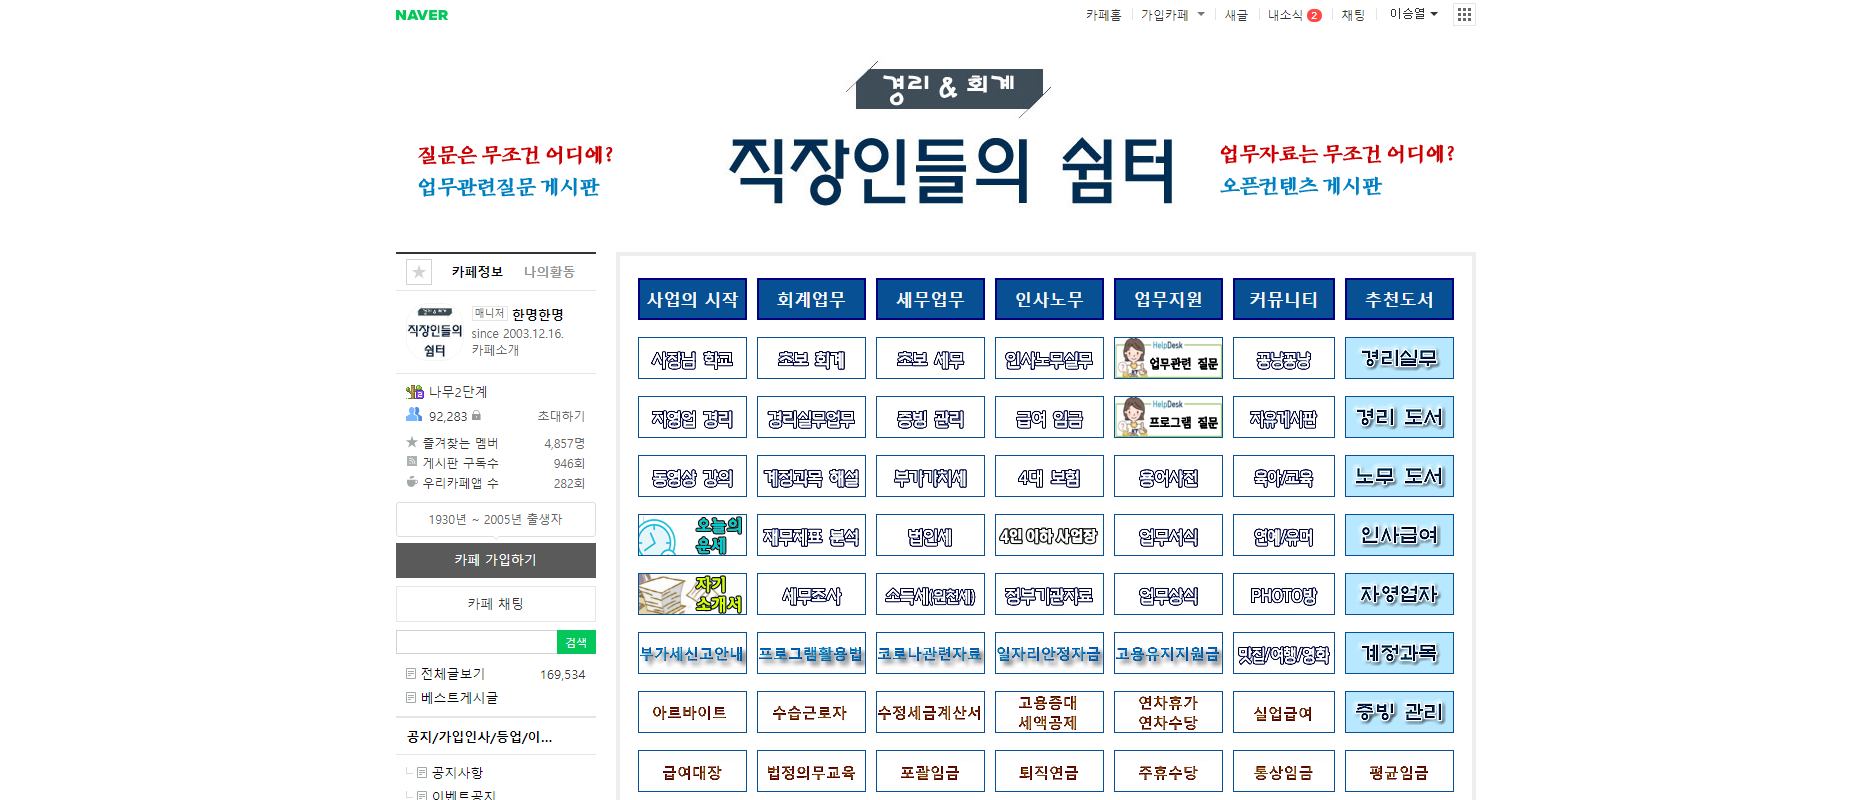 NAVER
카페홈 가입카페 새글 내소식 2 채팅 이승열
경리 & 회계
직장인들의 쉼터
질문은 무조건 어디에?
업무관련질문 게시판
업무자료는 무조건 어디에?
오픈컨텐츠 게시판
카페정보 나의활동
경리 & 회계
직장인들의
쉼터
매니저 한명한명
since 2003.12.16.
카페소개
나무2단계
92,283 초대하기
즐겨찾는 멤버 4,857명
게시판 구독수 946회
우리카페앱 수 282회
1930년 ~ 2005년 출생자
카페 가입하기
카페 채팅
검색
전체글보기 169,534
베스트게시글
공지/가입인사/등업/이...
공지사항
이벤트공지
사업의 시작 회계업무 세무업무 인사노무 업무지원 커뮤니티 추천도서
사장님 학교 초보 회계 초보 세무 인사노무실무 HelpDesk 업무관련 질문 꽁냥꽁냥 경리실무
자영업 경리 경리실무업무 증빙 관리 급여 임금 HelpDesk 프로그램 질문 자유게시판 경리 도서
동영상 강의 계정과목 해설 부가가치세 4대 보험 용어사전 육아/교육 노무 도서
오늘의 운세 재무제표 분석 법인세 4인 이하 사업장 업무서식 연예/유머 인사급여
자기 소개서 세무조사 소득세(원천세) 정부기관자료 업무상식 PHOTO방 자영업자
부가세신고안내 프로그램활용법 코로나관련자료 일자리안정자금 고용유지지원금 맛집/여행/영화 계정과목
아르바이트 수습근로자 수정세금계산서 고용증대 세액공제 연차휴가 연차수당 실업급여 증빙 관리
급여대장 법정의무교육 포괄임금 퇴직연금 주휴수당 통상임금 평균임금